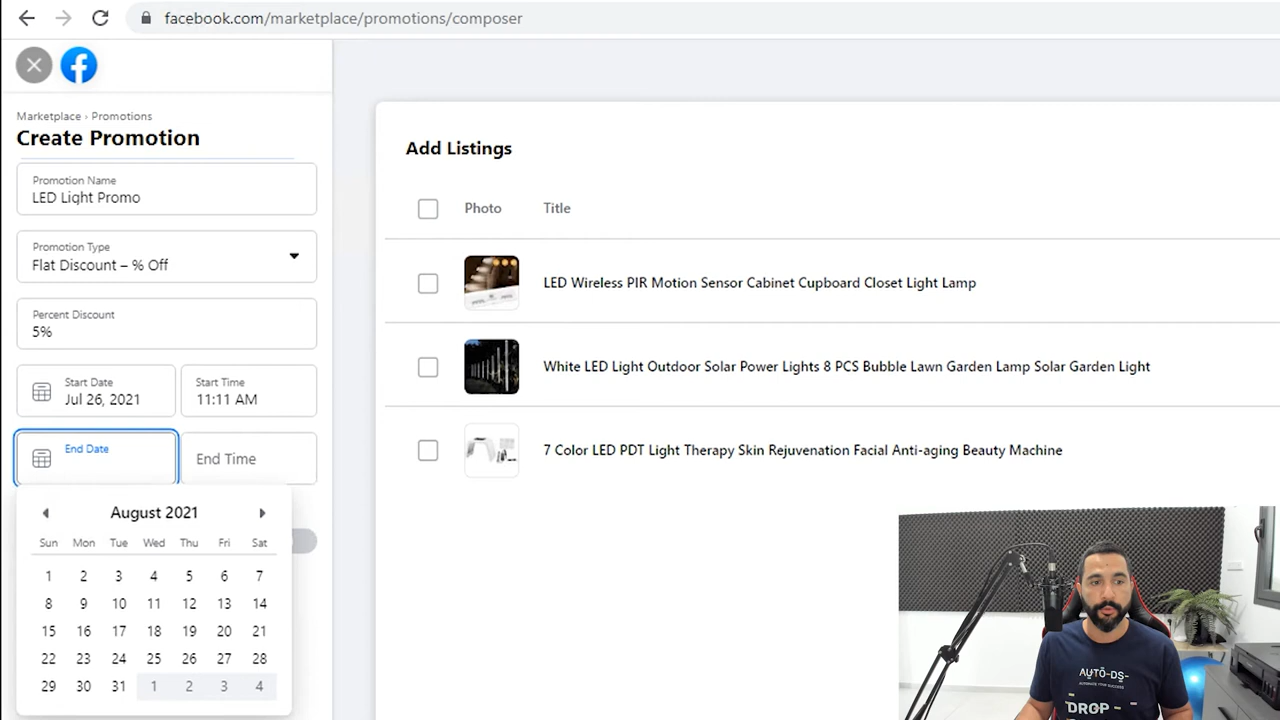 facebook.com/marketplace/promotions/composer
Marketplace › Promotions
Create Promotion
Promotion Name
LED Light Promo
Promotion Type
Flat Discount – % Off
Percent Discount
5%
Start Date
Jul 26, 2021
Start Time
11:11 AM
End Date
End Time
August 2021
Sun Mon Tue Wed Thu Fri Sat
1 2 3 4 5 6 7
8 9 10 11 12 13 14
15 16 17 18 19 20 21
22 23 24 25 26 27 28
29 30 31 1 2 3 4
Add Listings
Photo Title
LED Wireless PIR Motion Sensor Cabinet Cupboard Closet Light Lamp
White LED Light Outdoor Solar Power Lights 8 PCS Bubble Lawn Garden Lamp Solar Garden Light
7 Color LED PDT Light Therapy Skin Rejuvenation Facial Anti-aging Beauty Machine
AUTO-DS-
AUTOMATE YOUR SUCCESS
DROP